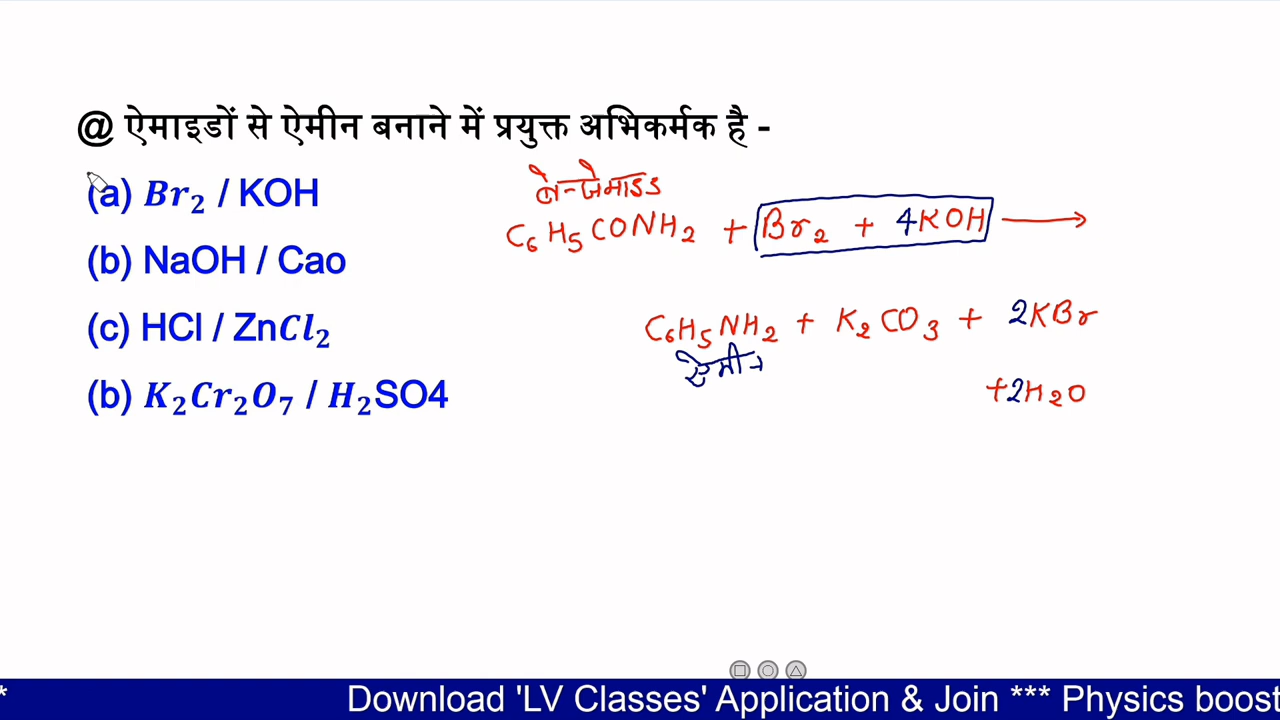 @ ऐमाइडों से ऐमीन बनाने में प्रयुक्त अभिकर्मक है -
(a) Br₂ / KOH
(b) NaOH / Cao
(c) HCl / ZnCl₂
(b) K₂Cr₂O₇ / H₂SO4
बेन्जेमाइड
C₆H₅CONH₂ + Br₂ + 4KOH →
C₆H₅NH₂ + K₂CO₃ + 2KBr
ऐमीन
+2H₂O
* Download 'LV Classes' Application & Join *** Physics boost